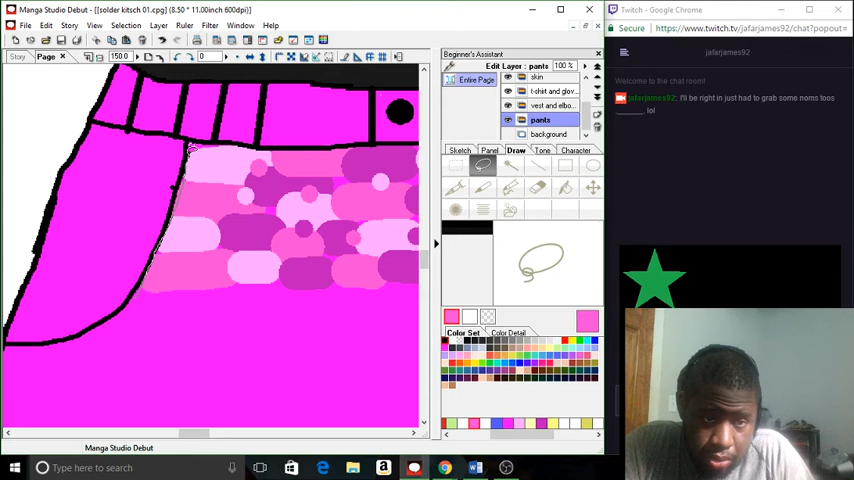 Manga Studio Debut - [[solder kitsch 01.cpg] (8.50 * 11.00inch 600dpi)]
File Edit Story View Selection Layer Ruler Filter Window Help
Story Page 150.0 0
Beginner's Assistant
Edit Layer : pants 100 %
Entire Page
skin
t-shirt and glov...
vest and elbo...
pants
background
Sketch Panel Draw Character
Color Set Color Detail
Manga Studio Debut
Type here to search
Twitch - Google Chrome
Secure https://www.twitch.tv/jafarjames92/chat?popout=
jafarjames92
Welcome to the chat room!
jafarjames92: I'll be right in just had to grab some noms toos
_______. lol